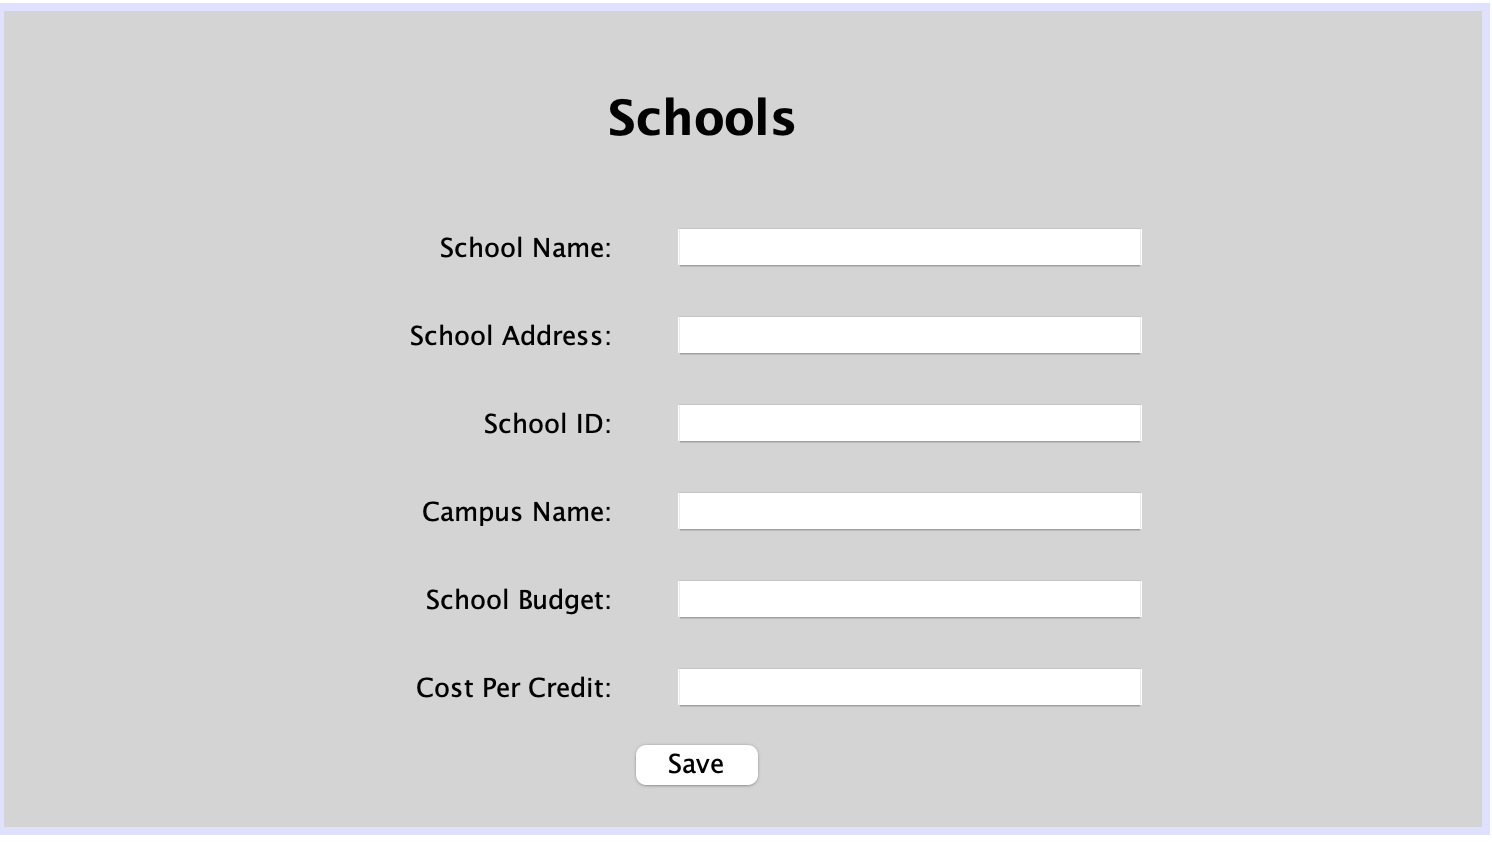 Schools
School Name:
School Address:
School ID:
Campus Name:
School Budget:
Cost Per Credit:
Save